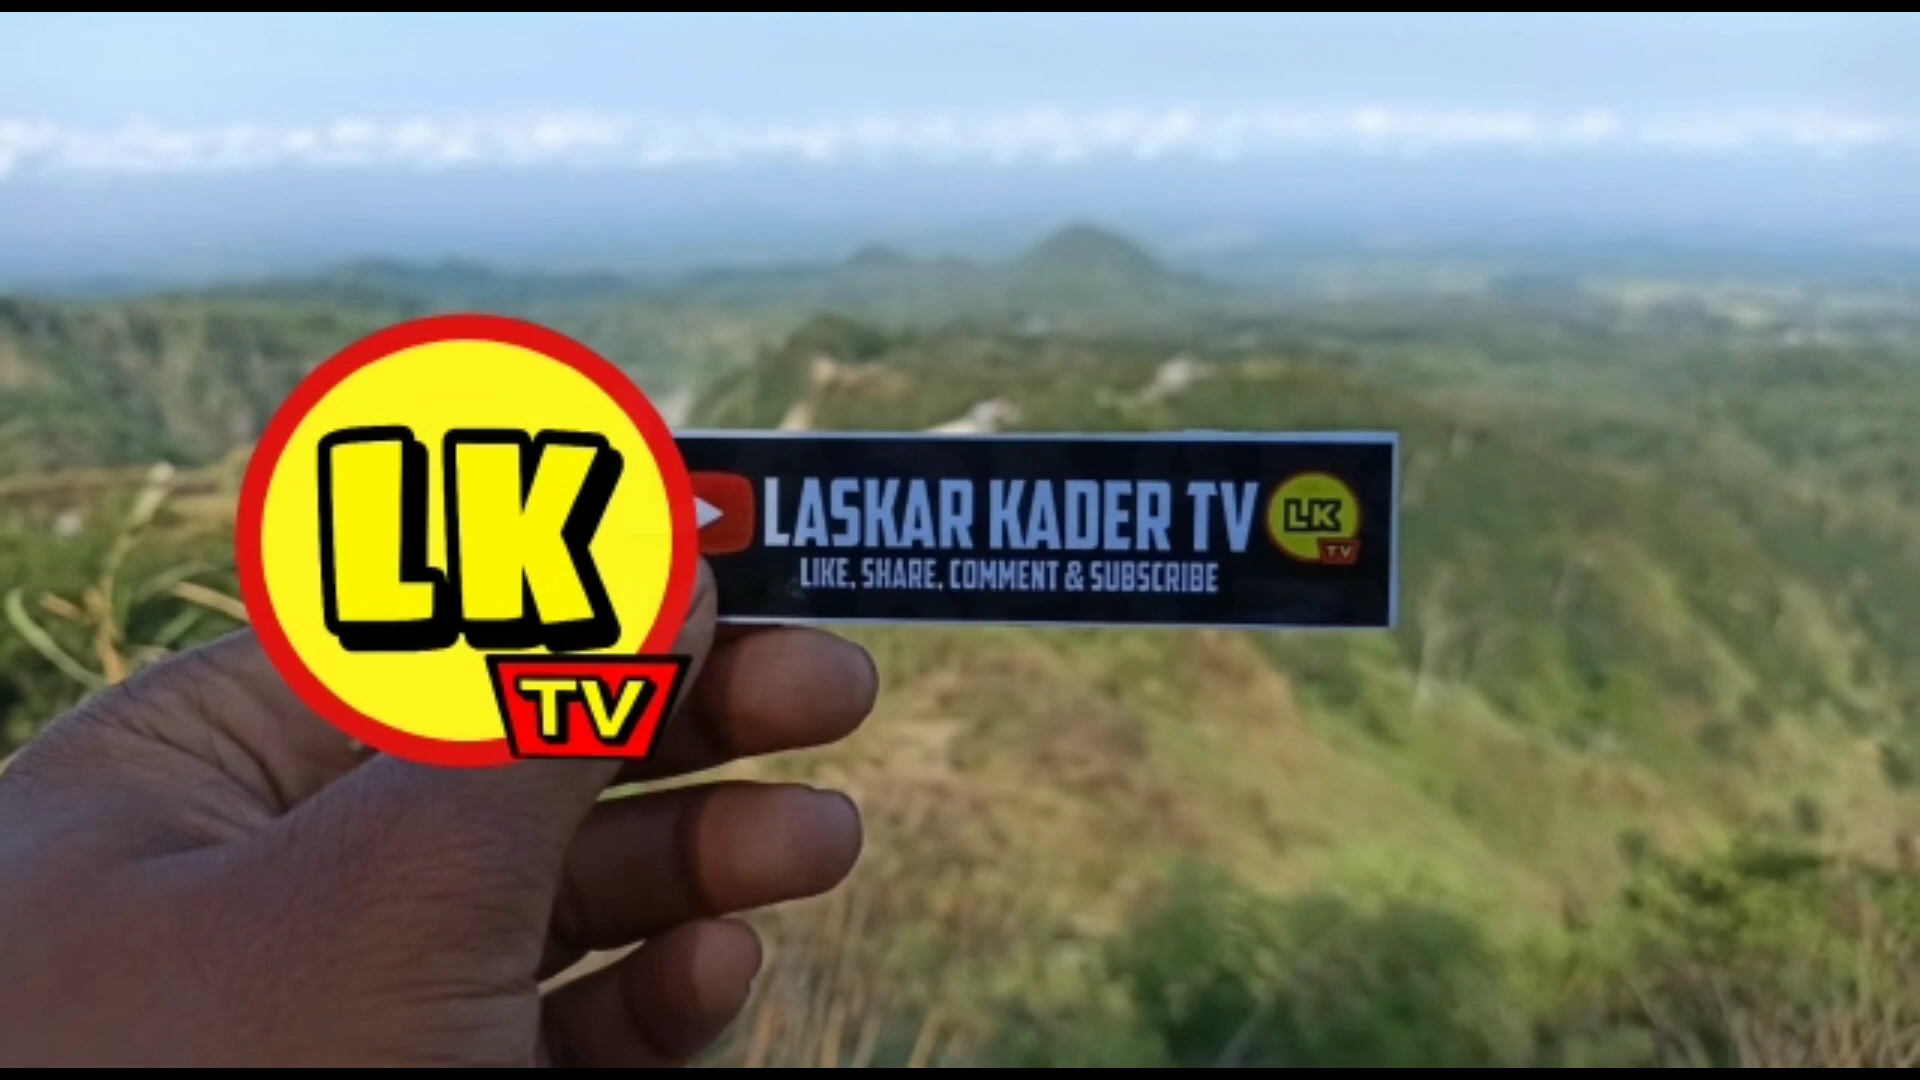 LK
TV
LASKAR KADER TV
LIKE, SHARE, COMMENT & SUBSCRIBE
LK
TV